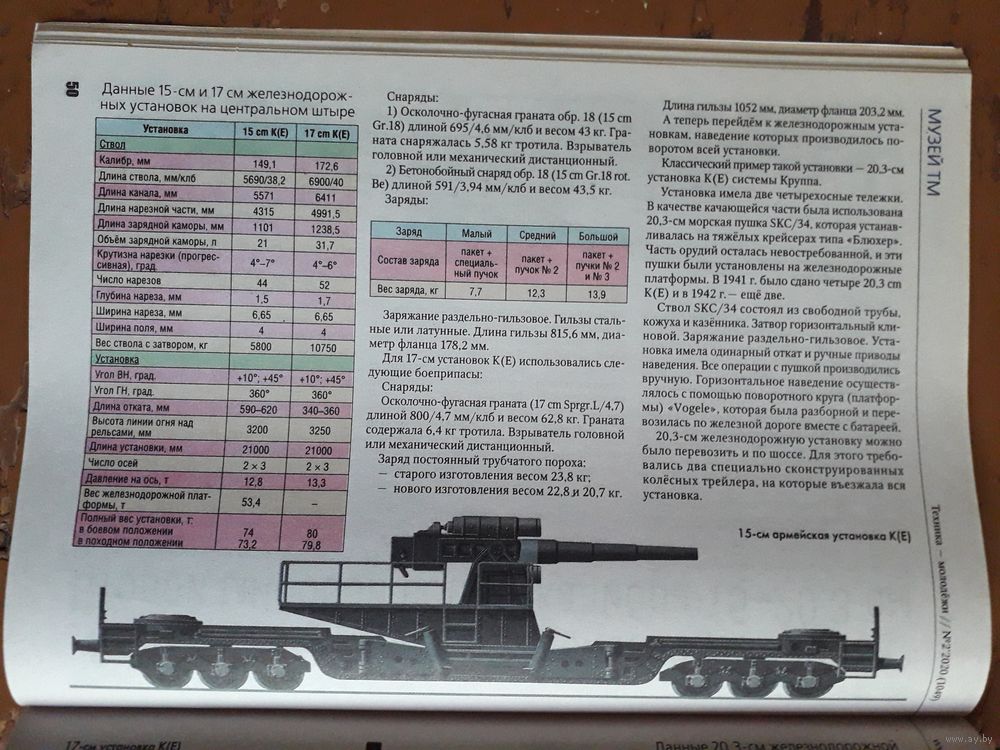 50
Данные 15-см и 17 см железнодорож-
ных установок на центральном штыре
Установка 15 cm K(E) 17 cm K(E)
Ствол
Калибр, мм 149,1 172,6
Длина ствола, мм/клб 5690/38,2 6900/40
Длина канала, мм 5571 6411
Длина нарезной части, мм 4315 4991,5
Длина зарядной каморы, мм 1101 1238,5
Объём зарядной каморы, л 21 31,7
Крутизна нарезки (прогрес-
сивная), град. 4°–7° 4°–6°
Число нарезов 44 52
Глубина нареза, мм 1,5 1,7
Ширина нареза, мм 6,65 6,65
Ширина поля, мм 4 4
Вес ствола с затвором, кг 5800 10750
Установка
Угол ВН, град. +10°; +45° +10°; +45°
Угол ГН, град. 360° 360°
Длина отката, мм 590–620 340–360
Высота линии огня над
рельсами, мм 3200 3250
Длина установки, мм 21000 21000
Число осей 2 × 3 2 × 3
Давление на ось, т 12,8 13,3
Вес железнодорожной плат-
формы, т 53,4 –
Полный вес установки, т:
в боевом положении 74 80
в походном положении 73,2 79,8
Снаряды:
1) Осколочно-фугасная граната обр. 18 (15 cm
Gr.18) длиной 695/4,6 мм/клб и весом 43 кг. Гра-
ната снаряжалась 5,58 кг тротила. Взрыватель
головной или механический дистанционный.
2) Бетонобойный снаряд обр. 18 (15 cm Gr.18 rot.
Be) длиной 591/3,94 мм/клб и весом 43,5 кг.
Заряды:
Заряд Малый Средний Большой
Состав заряда пакет + специаль-ный пучок пакет + пучок № 2 пакет + пучки № 2 и № 3
Вес заряда, кг 7,7 12,3 13,9
Заряжание раздельно-гильзовое. Гильзы сталь-
ные или латунные. Длина гильзы 815,6 мм, диа-
метр фланца 178,2 мм.
Для 17-см установок K(E) использовались сле-
дующие боеприпасы:
Снаряды:
Осколочно-фугасная граната (17 cm Sprgr.L/4.7)
длиной 800/4.7 мм/клб и весом 62,8 кг. Граната
содержала 6,4 кг тротила. Взрыватель головной
или механический дистанционный.
Заряд постоянный трубчатого пороха:
— старого изготовления весом 23,8 кг;
— нового изготовления весом 22,8 и 20,7 кг.
Длина гильзы 1052 мм, диаметр фланца 203,2 мм.
А теперь перейдём к железнодорожным уста-
новкам, наведение которых производилось по-
воротом всей установки.
Классический пример такой установки — 20.3-см
установка K(E) системы Круппа.
Установка имела две четырехосные тележки.
В качестве качающейся части была использована
20,3-см морская пушка SKC/34, которая устанав-
ливалась на тяжёлых крейсерах типа «Блюхер».
Часть орудий осталась невостребованной, и эти
пушки были установлены на железнодорожные
платформы. В 1941 г. было сдано четыре 20,3 cm
K(E) и в 1942 г.— ещё две.
Ствол SKC/34 состоял из свободной трубы,
кожуха и казённика. Затвор горизонтальный кли-
новой. Заряжание раздельно-гильзовое. Уста-
новка имела одинарный откат и ручные приводы
наведения. Все операции с пушкой производились
вручную. Горизонтальное наведение осуществ-
лялось с помощью поворотного круга (платфор-
мы) «Vogele», которая была разборной и пере-
возилась по железной дороге вместе с батареей.
20,3-см железнодорожную установку можно
было перевозить и по шоссе. Для этого требо-
вались два специально сконструированных
колёсных трейлера, на которые въезжала вся
установка.
15-см армейская установка K(E)
МУЗЕЙ ТМ
Техника — молодёжи // №2'2020 (1049)
17-см установка K(E)
Данные 20,3-см железнодорожной
www.ay.by